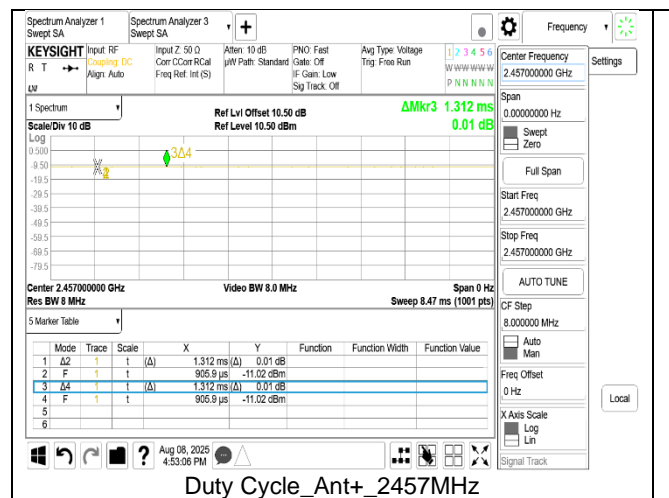 Spectrum Analyzer 1
Swept SA
Spectrum Analyzer 3
Swept SA
+
Frequency
KEYSIGHT
R T
Input: RF
Coupling: DC
Align: Auto
Input Z: 50 Ω
Corr CCorr RCal
Freq Ref: Int (S)
Atten: 10 dB
µW Path: Standard
PNO: Fast
Gate: Off
IF Gain: Low
Sig Track: Off
Avg Type: Voltage
Trig: Free Run
1 2 3 4 5 6
W W W W W W
P N N N N N
1 Spectrum
Scale/Div 10 dB
Ref Lvl Offset 10.50 dB
Ref Level 10.50 dBm
ΔMkr3 1.312 ms
0.01 dB
Log
0.500
-9.50
-19.5
-29.5
-39.5
-49.5
-59.5
-69.5
-79.5
3Δ4
2
Center 2.457000000 GHz
Res BW 8 MHz
Video BW 8.0 MHz
Span 0 Hz
Sweep 8.47 ms (1001 pts)
5 Marker Table
Mode Trace Scale X Y Function Function Width Function Value
1 Δ2 1 t (Δ) 1.312 ms (Δ) 0.01 dB
2 F 1 t 905.9 µs -11.02 dBm
3 Δ4 1 t (Δ) 1.312 ms (Δ) 0.01 dB
4 F 1 t 905.9 µs -11.02 dBm
5
6
Center Frequency
2.457000000 GHz
Settings
Span
0.00000000 Hz
Swept
Zero
Full Span
Start Freq
2.457000000 GHz
Stop Freq
2.457000000 GHz
AUTO TUNE
CF Step
8.000000 MHz
Auto
Man
Freq Offset
0 Hz
Local
X Axis Scale
Log
Lin
Signal Track
?
Aug 08, 2025
4:53:06 PM
Duty Cycle_Ant+_2457MHz